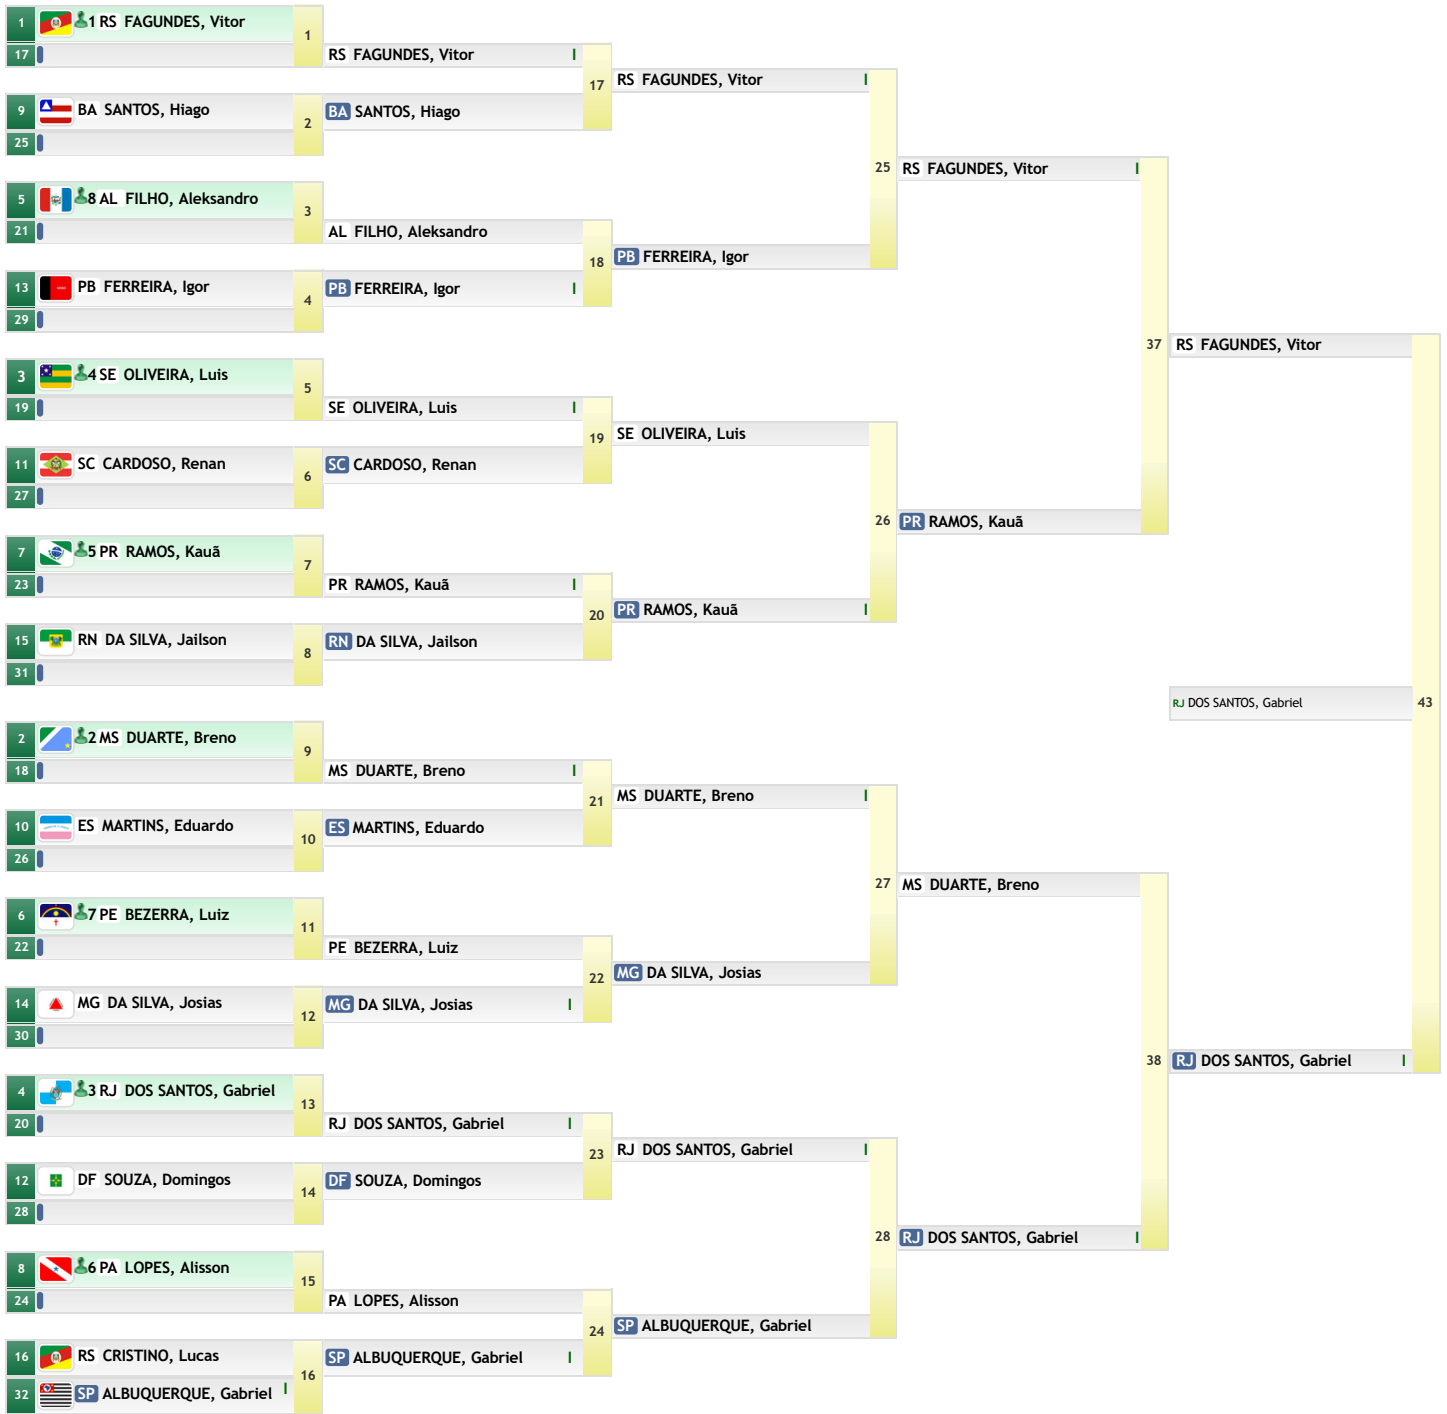 1 1 RS FAGUNDES, Vitor
17
1
9 BA SANTOS, Hiago
25
2
5 8 AL FILHO, Aleksandro
21
3
13 PB FERREIRA, Igor
29
4
3 4 SE OLIVEIRA, Luis
19
5
11 SC CARDOSO, Renan
27
6
7 5 PR RAMOS, Kauã
23
7
15 RN DA SILVA, Jailson
31
8
2 2 MS DUARTE, Breno
18
9
10 ES MARTINS, Eduardo
26
10
6 7 PE BEZERRA, Luiz
22
11
14 MG DA SILVA, Josias
30
12
4 3 RJ DOS SANTOS, Gabriel
20
13
12 DF SOUZA, Domingos
28
14
8 6 PA LOPES, Alisson
24
15
16 RS CRISTINO, Lucas
32 SP ALBUQUERQUE, Gabriel I
16
RS FAGUNDES, Vitor I
17
BA SANTOS, Hiago
AL FILHO, Aleksandro
18
PB FERREIRA, Igor I
SE OLIVEIRA, Luis I
19
SC CARDOSO, Renan
PR RAMOS, Kauã I
20
RN DA SILVA, Jailson
MS DUARTE, Breno I
21
ES MARTINS, Eduardo
PE BEZERRA, Luiz
22
MG DA SILVA, Josias I
RJ DOS SANTOS, Gabriel I
23
DF SOUZA, Domingos
PA LOPES, Alisson
24
SP ALBUQUERQUE, Gabriel I
RS FAGUNDES, Vitor I
25
PB FERREIRA, Igor
SE OLIVEIRA, Luis
26
PR RAMOS, Kauã I
MS DUARTE, Breno I
27
MG DA SILVA, Josias
RJ DOS SANTOS, Gabriel I
28
SP ALBUQUERQUE, Gabriel
RS FAGUNDES, Vitor I
37
PR RAMOS, Kauã
MS DUARTE, Breno
38
RJ DOS SANTOS, Gabriel I
RS FAGUNDES, Vitor
RJ DOS SANTOS, Gabriel
43
RJ DOS SANTOS, Gabriel I